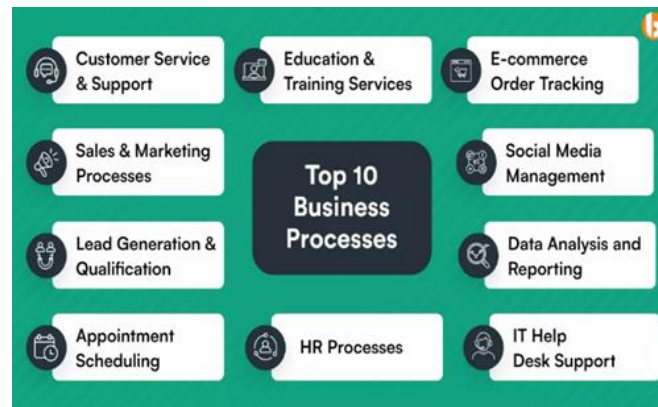 Customer Service
& Support
Education &
Training Services
E-commerce
Order Tracking
Sales & Marketing
Processes
Top 10
Business
Processes
Social Media
Management
Lead Generation &
Qualification
Data Analysis and
Reporting
Appointment
Scheduling
HR Processes
IT Help
Desk Support